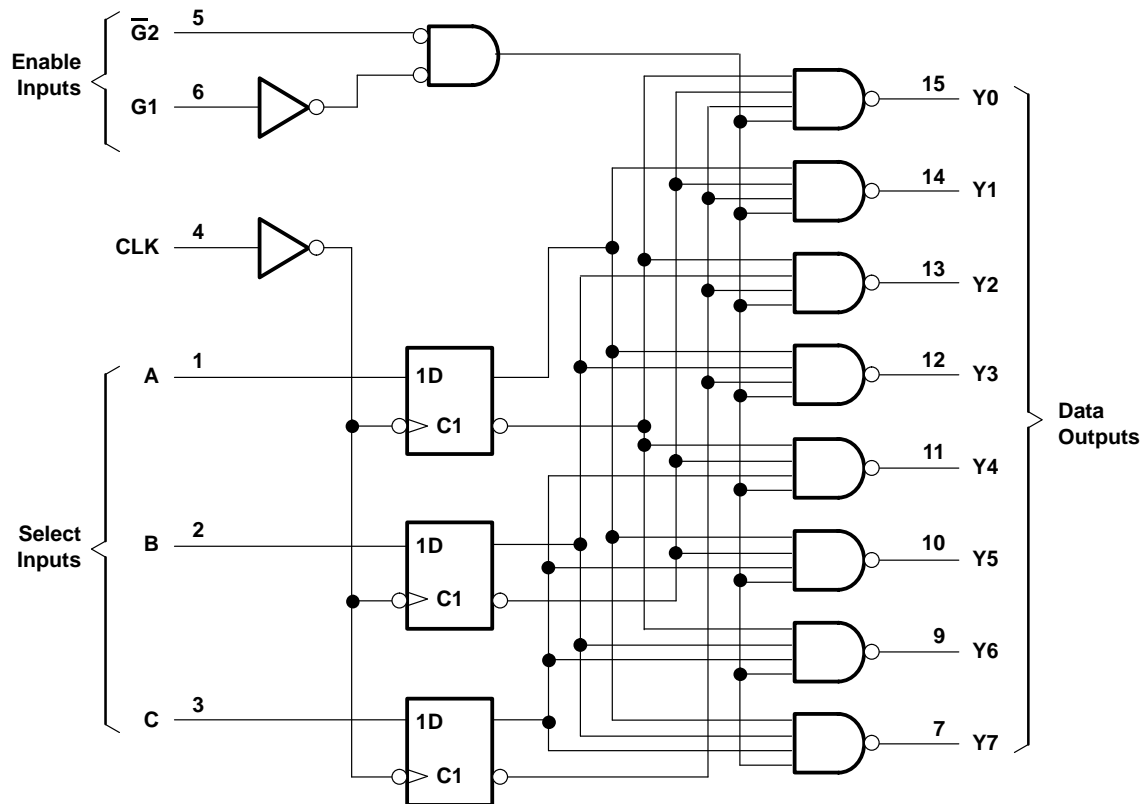 G̅2 5
Enable
Inputs
G1 6
CLK 4
Select
Inputs
A 1
B 2
C 3
1D
C1
1D
C1
1D
C1
15 Y0
14 Y1
13 Y2
12 Y3
11 Y4
10 Y5
9 Y6
7 Y7
Data
Outputs